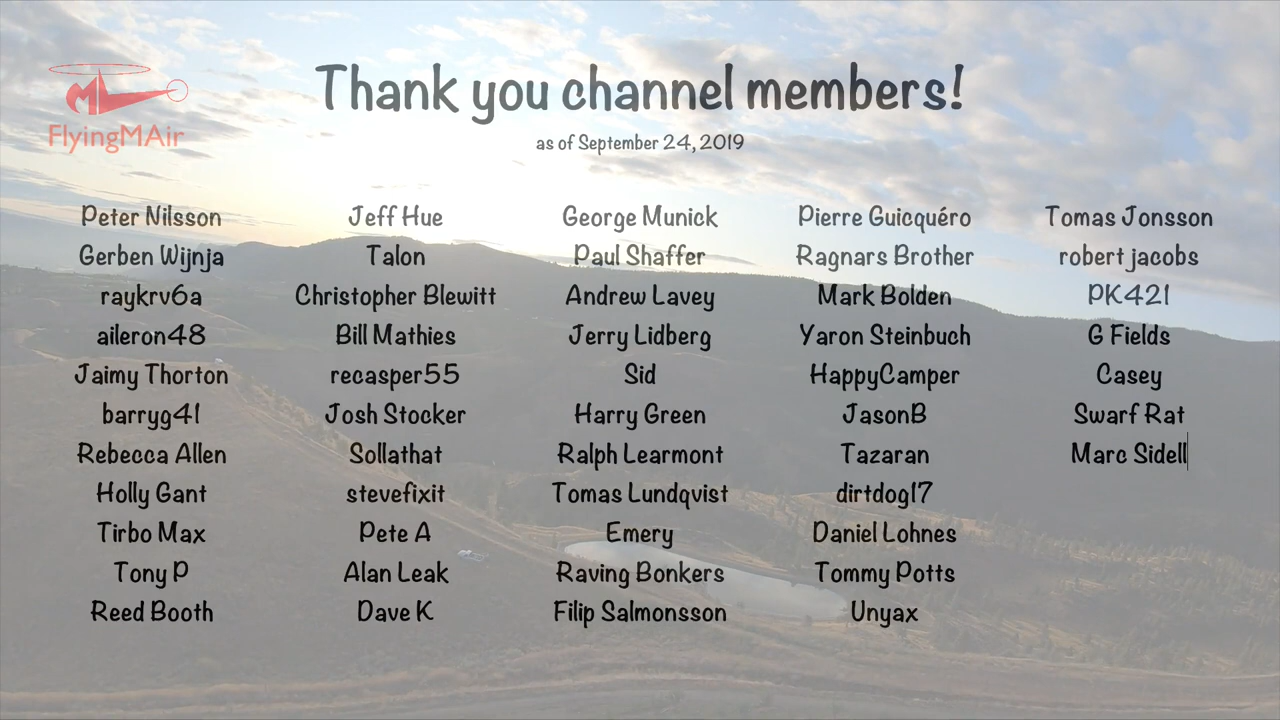 Thank you channel members!
FlyingMAir
as of September 24, 2019
Peter Nilsson
Gerben Wijnja
raykrv6a
aileron48
Jaimy Thorton
barryg41
Rebecca Allen
Holly Gant
Tirbo Max
Tony P
Reed Booth
Jeff Hue
Talon
Christopher Blewitt
Bill Mathies
recasper55
Josh Stocker
Sollathat
stevefixit
Pete A
Alan Leak
Dave K
George Munick
Paul Shaffer
Andrew Lavey
Jerry Lidberg
Sid
Harry Green
Ralph Learmont
Tomas Lundqvist
Emery
Raving Bonkers
Filip Salmonsson
Pierre Guicquéro
Ragnars Brother
Mark Bolden
Yaron Steinbuch
HappyCamper
JasonB
Tazaran
dirtdog17
Daniel Lohnes
Tommy Potts
Unyax
Tomas Jonsson
robert jacobs
PK421
G Fields
Casey
Swarf Rat
Marc Sidell